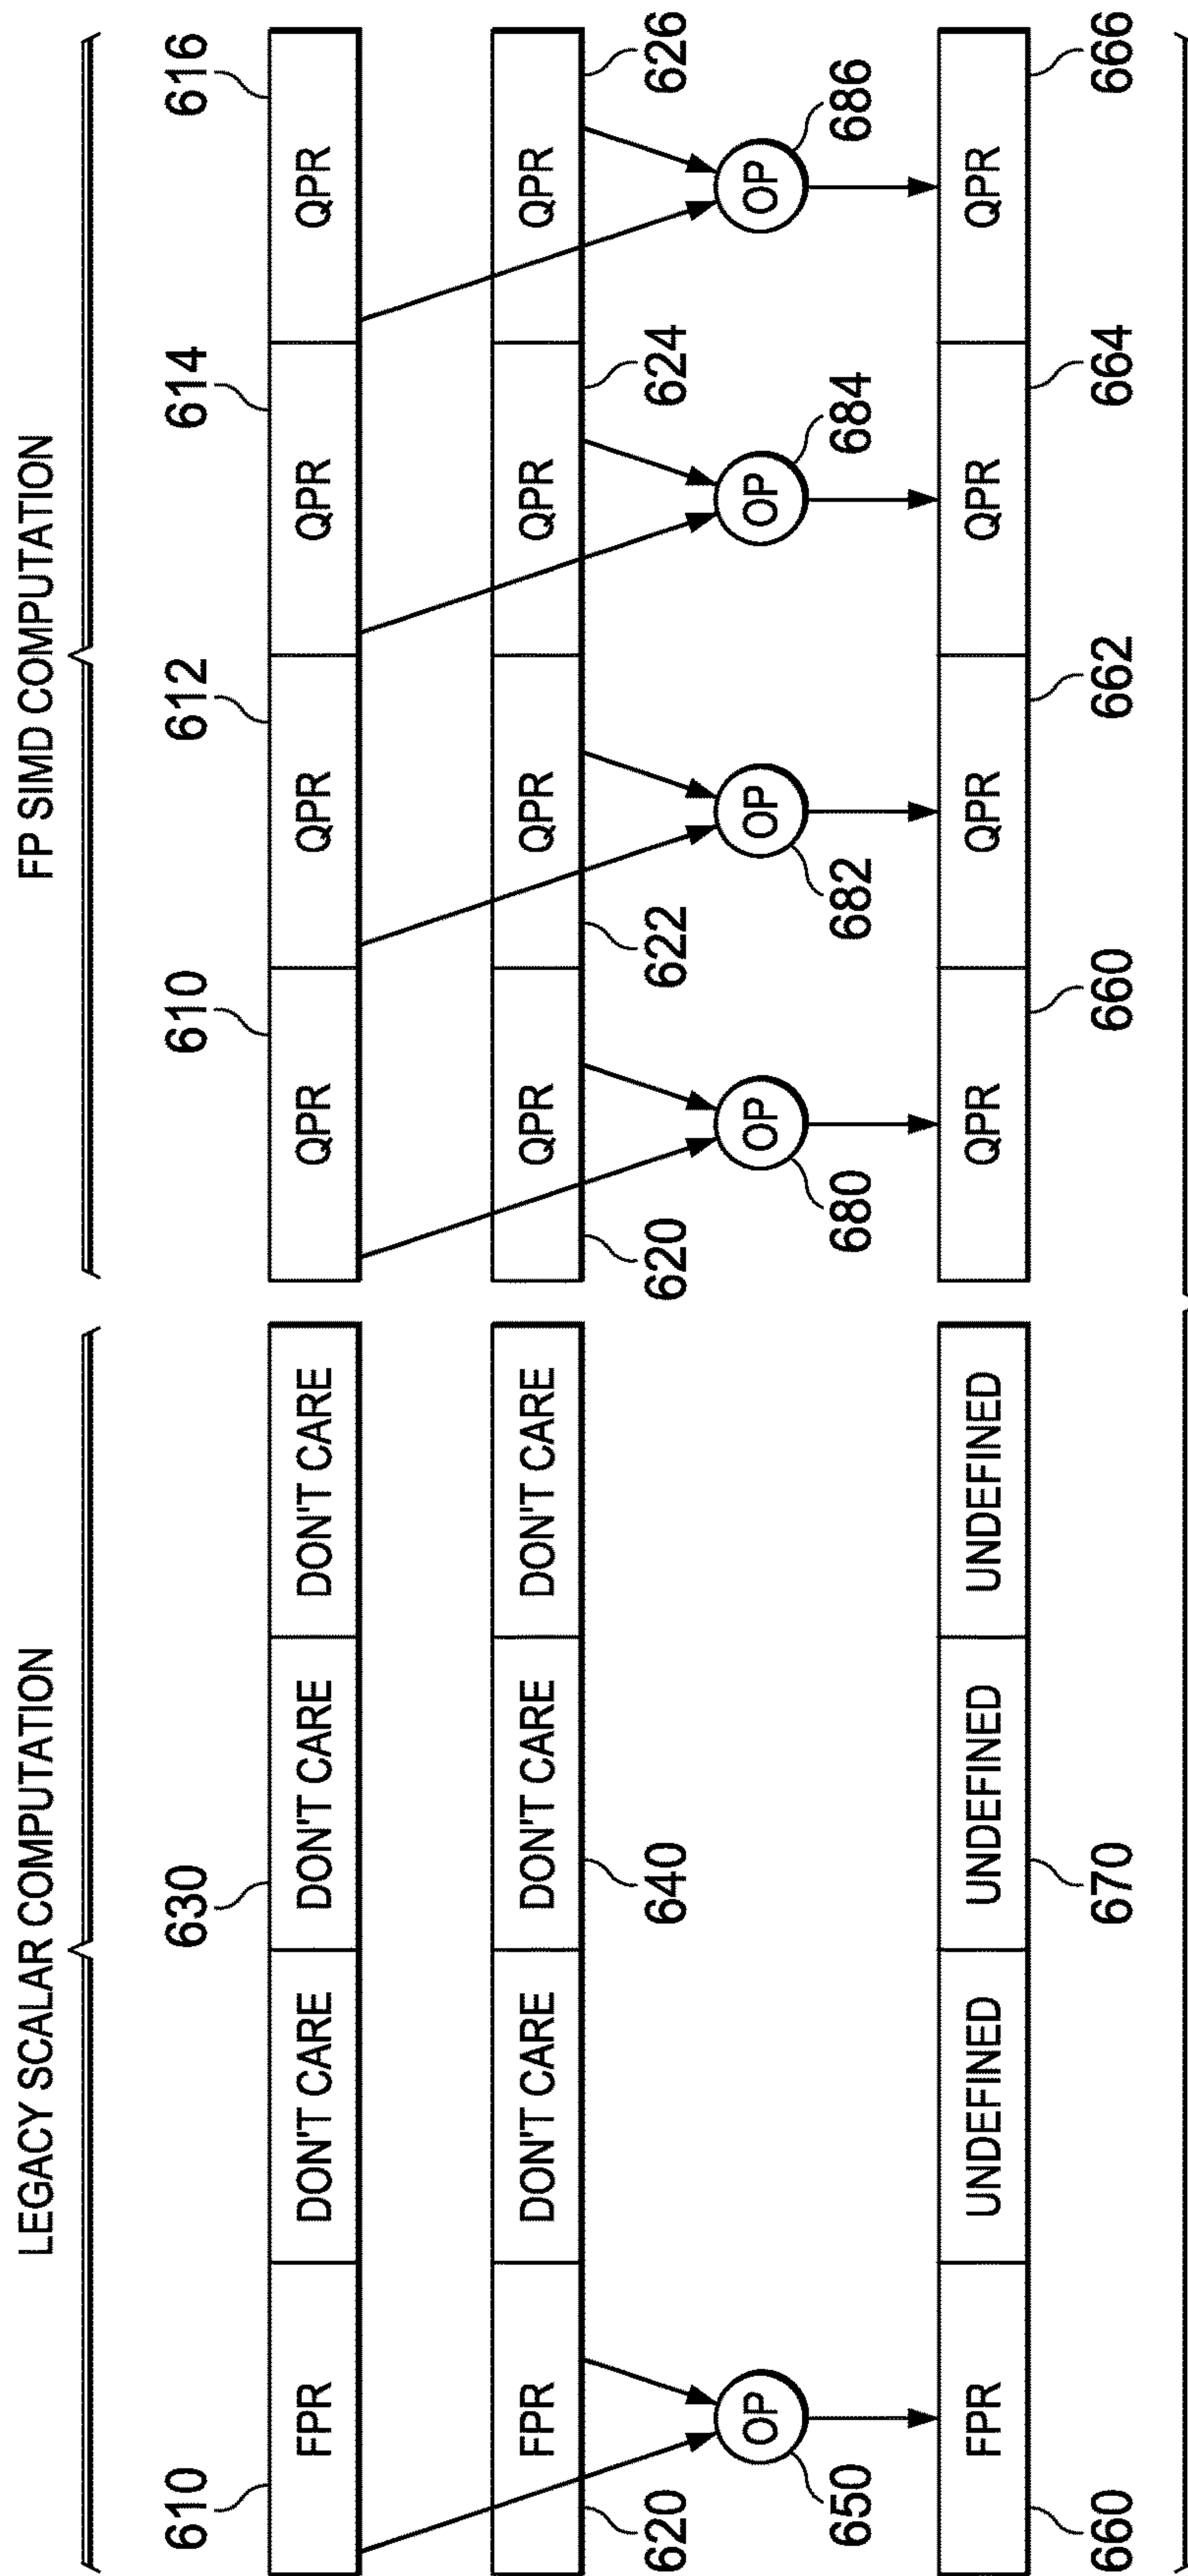 LEGACY SCALAR COMPUTATION
610
630
FPR DON'T CARE DON'T CARE DON'T CARE
FPR DON'T CARE DON'T CARE DON'T CARE
620
640
OP
650
FPR UNDEFINED UNDEFINED UNDEFINED
660
670
FP SIMD COMPUTATION
610 612 614 616
QPR QPR QPR QPR
QPR QPR QPR QPR
620 622 624 626
OP OP OP OP
680 682 684 686
QPR QPR QPR QPR
660 662 664 666